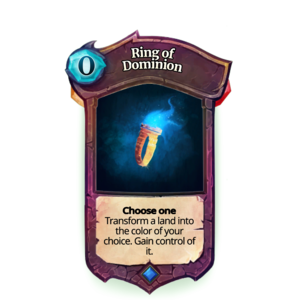 0
Ring of
Dominion
Choose one
Transform a land into
the color of your
choice. Gain control of
it.